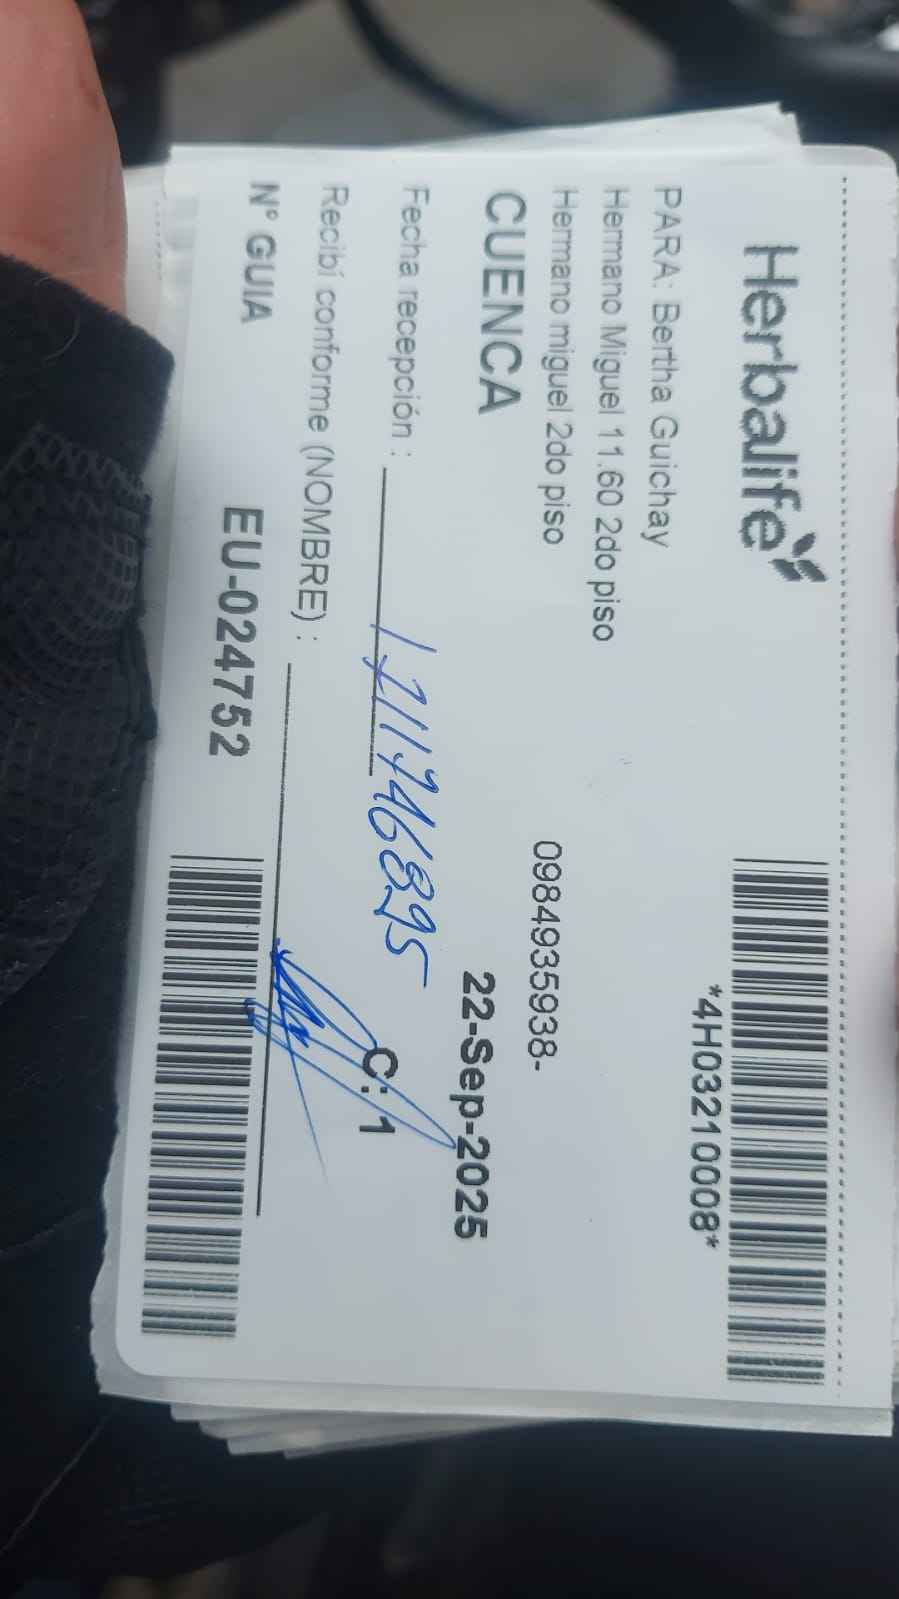 Herbalife
*4H03210008*
PARA: Bertha Guichay
Hermano Miguel 11.60 2do piso
Hermano miguel 2do piso
0984935938-
CUENCA
22-Sep-2025
Fecha recepción :
C: 1
Recibí conforme (NOMBRE) :
N° GUIA
EU-024752